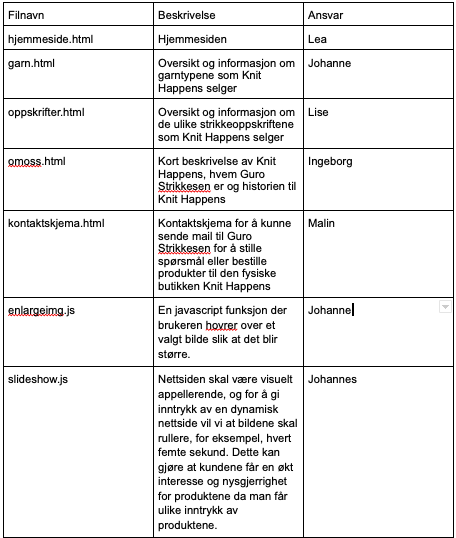 Filnavn Beskrivelse Ansvar
hjemmeside.html Hjemmesiden Lea
garn.html Oversikt og informasjon om Johanne
garntypene som Knit
Happens selger
oppskrifter.html Oversikt og informasjon om Lise
de ulike strikkeoppskriftene
som Knit Happens selger
omoss.html Kort beskrivelse av Knit Ingeborg
Happens, hvem Guro
Strikkesen er og historien til
Knit Happens
kontaktskjema.html Kontaktskjema for å kunne Malin
sende mail til Guro
Strikkesen for å stille
spørsmål eller bestille
produkter til den fysiske
butikken Knit Happens
enlargeimg.js En javascript funksjon der Johanne
brukeren hovrer over et
valgt bilde slik at det blir
større.
slideshow.js Nettsiden skal være visuelt Johannes
appellerende, og for å gi
inntrykk av en dynamisk
nettside vil vi at bildene skal
rullere, for eksempel, hvert
femte sekund. Dette kan
gjøre at kundene får en økt
interesse og nysgjerrighet
for produktene da man får
ulike inntrykk av
produktene.